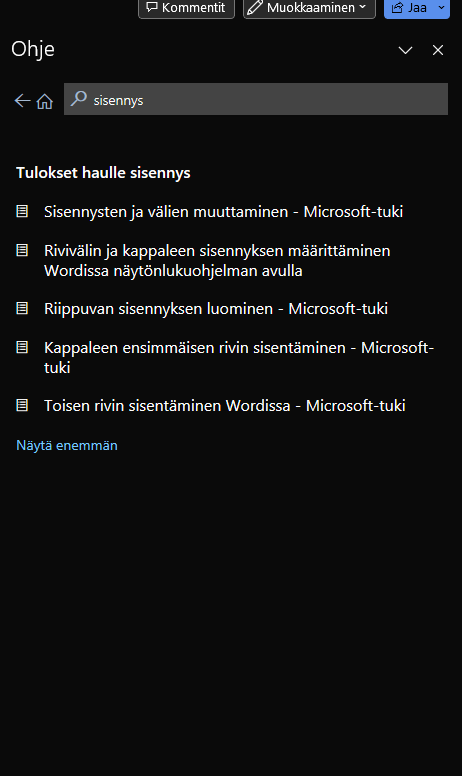 Kommentit
Muokkaaminen
Jaa
Ohje
sisennys
Tulokset haulle sisennys
Sisennysten ja välien muuttaminen - Microsoft-tuki
Rivivälin ja kappaleen sisennyksen määrittäminen
Wordissa näytönlukuohjelman avulla
Riippuvan sisennyksen luominen - Microsoft-tuki
Kappaleen ensimmäisen rivin sisentäminen - Microsoft-
tuki
Toisen rivin sisentäminen Wordissa - Microsoft-tuki
Näytä enemmän